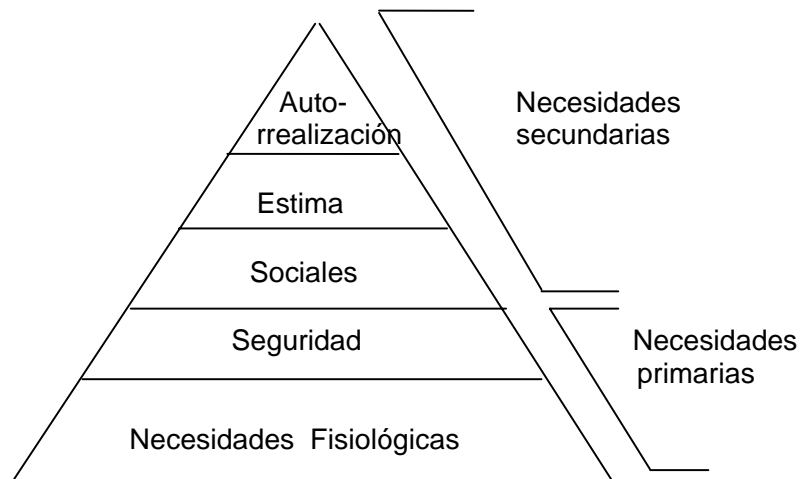 Auto-
rrealización
Necesidades
secundarias
Estima
Sociales
Seguridad
Necesidades
primarias
Necesidades Fisiológicas